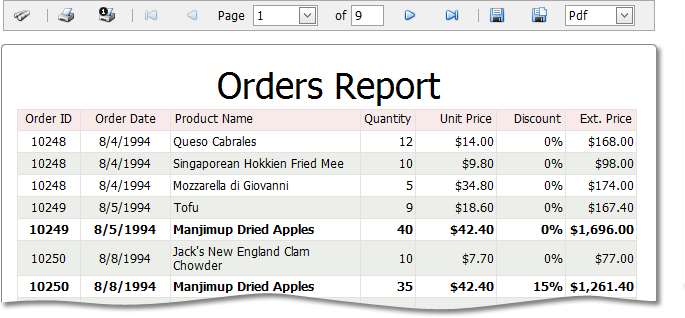 Page 1 of 9 Pdf
Orders Report
Order ID Order Date Product Name Quantity Unit Price Discount Ext. Price
10248 8/4/1994 Queso Cabrales 12 $14.00 0% $168.00
10248 8/4/1994 Singaporean Hokkien Fried Mee 10 $9.80 0% $98.00
10248 8/4/1994 Mozzarella di Giovanni 5 $34.80 0% $174.00
10249 8/5/1994 Tofu 9 $18.60 0% $167.40
10249 8/5/1994 Manjimup Dried Apples 40 $42.40 0% $1,696.00
10250 8/8/1994 Jack's New England Clam 10 $7.70 0% $77.00
Chowder
10250 8/8/1994 Manjimup Dried Apples 35 $42.40 15% $1,261.40